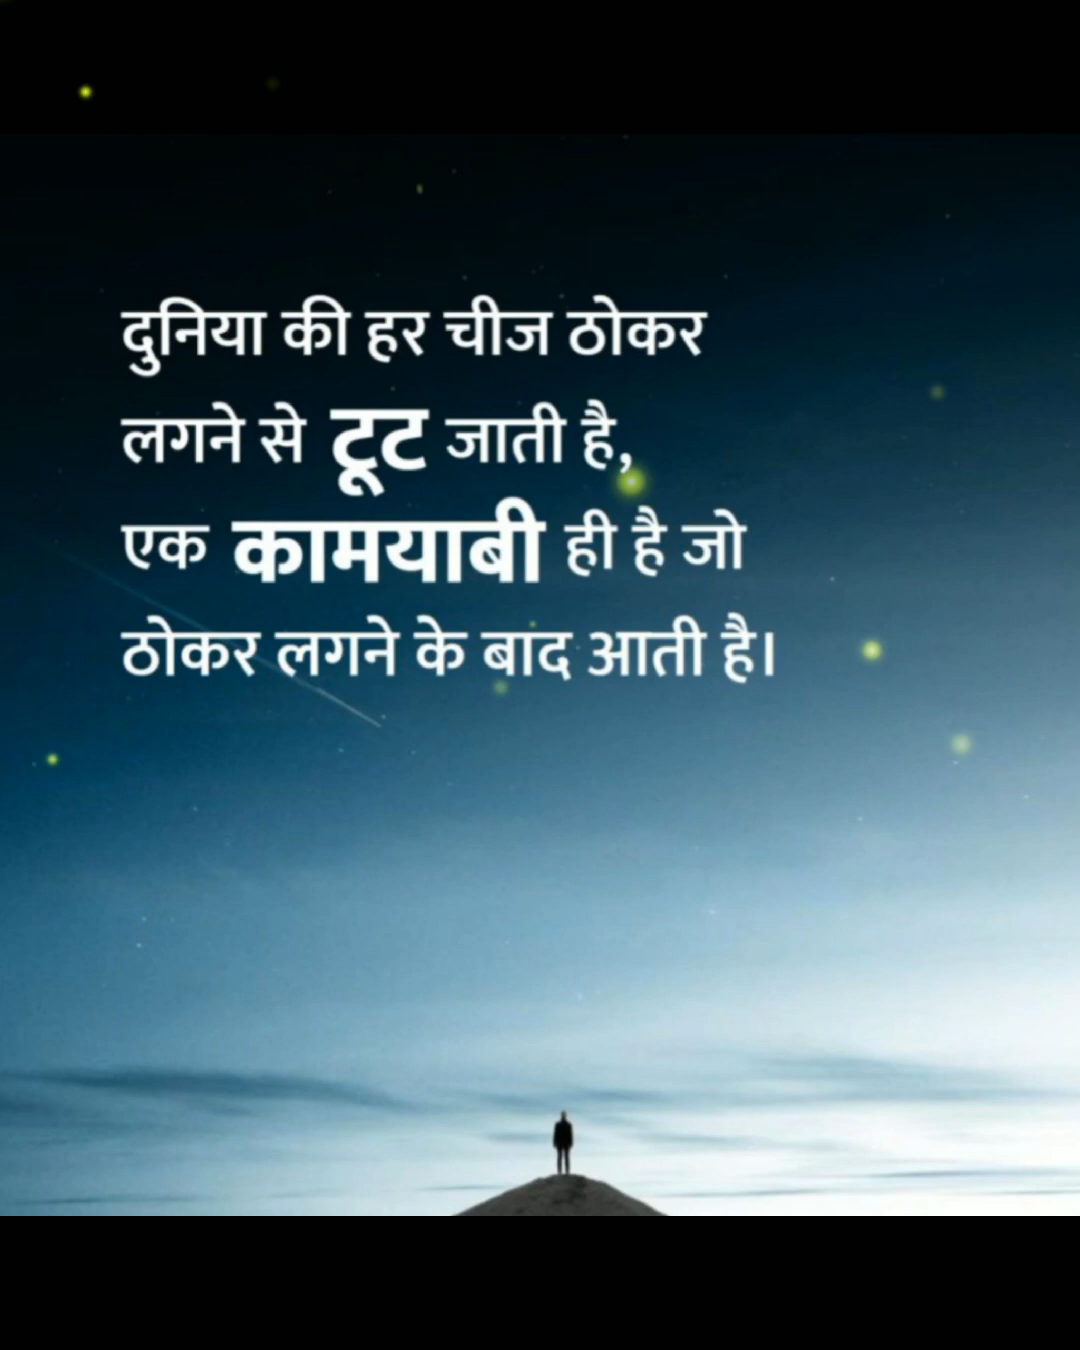 दुनिया की हर चीज ठोकर
लगने से टूट जाती है,
एक कामयाबी ही है जो
ठोकर लगने के बाद आती है।